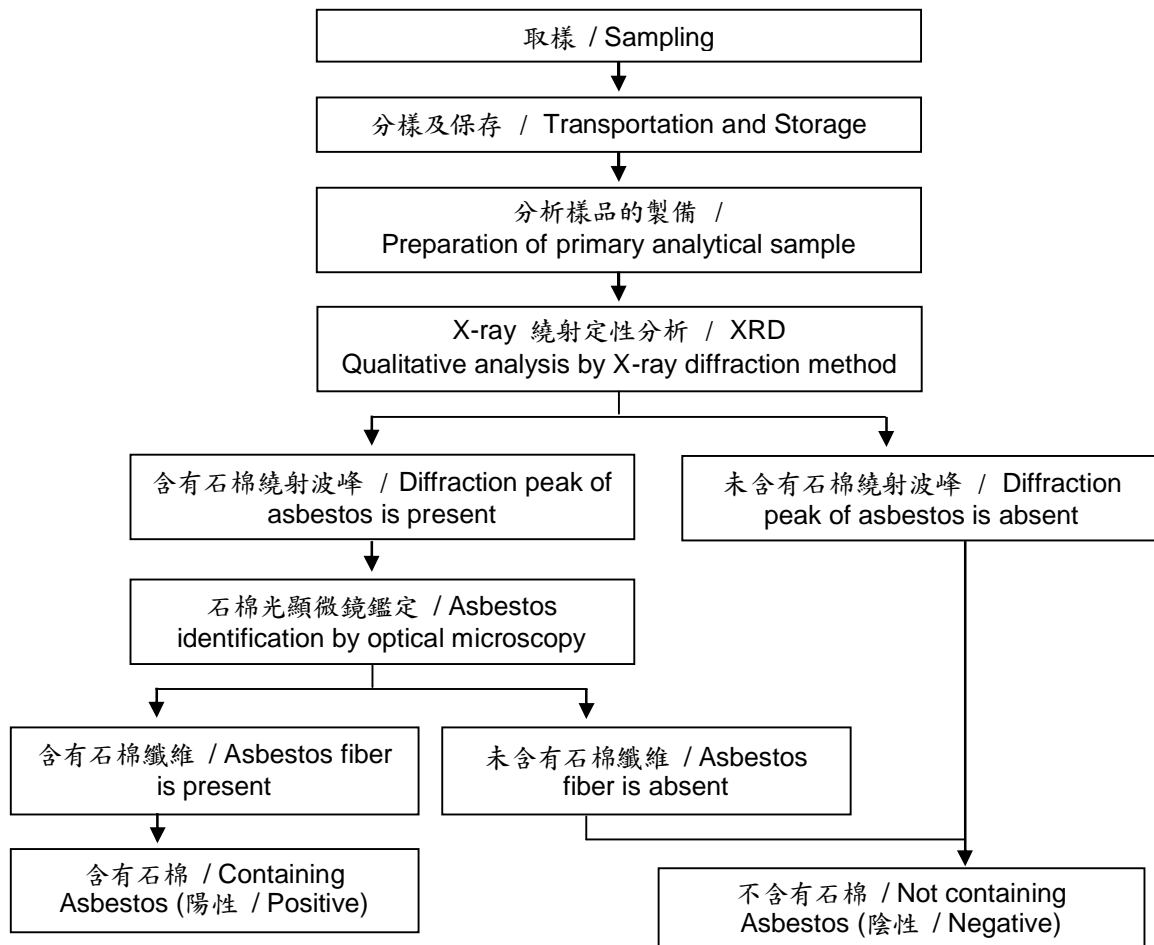 取樣 / Sampling
分樣及保存 / Transportation and Storage
分析樣品的製備 /
Preparation of primary analytical sample
X-ray 繞射定性分析 / XRD
Qualitative analysis by X-ray diffraction method
含有石棉繞射波峰 / Diffraction peak of
asbestos is present
未含有石棉繞射波峰 / Diffraction
peak of asbestos is absent
石棉光顯微鏡鑑定 / Asbestos
identification by optical microscopy
含有石棉纖維 / Asbestos fiber
is present
未含有石棉纖維 / Asbestos
fiber is absent
含有石棉 / Containing
Asbestos (陽性 / Positive)
不含有石棉 / Not containing
Asbestos (陰性 / Negative)